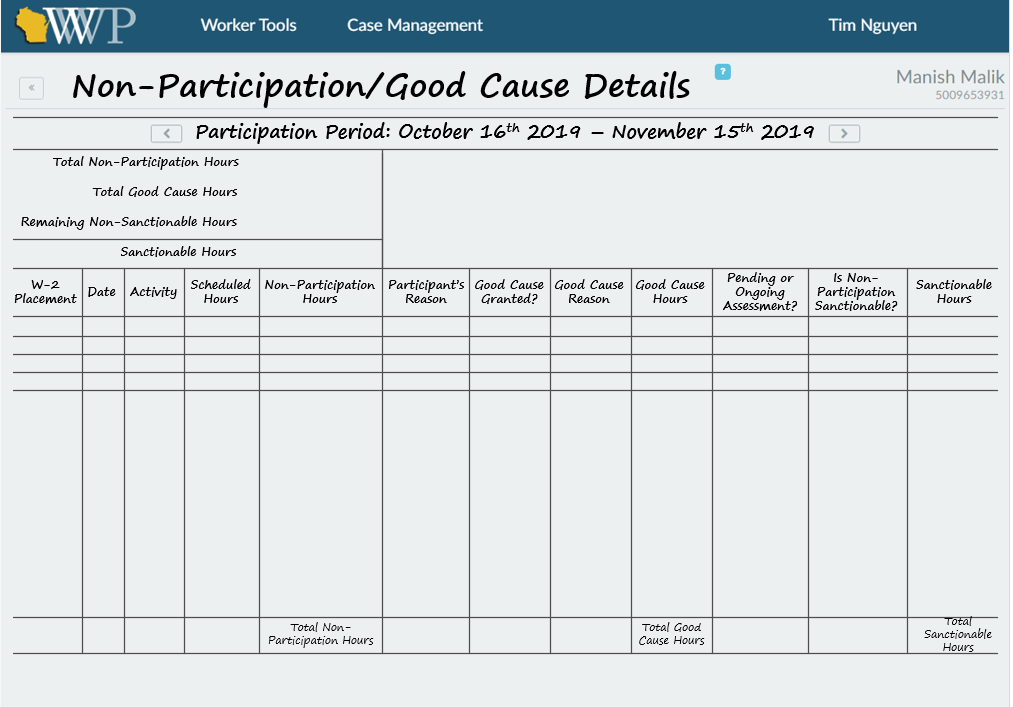 WWP Worker Tools Case Management Tim Nguyen
« Non-Participation/Good Cause Details ? Manish Malik
5009653931
< Participation Period: October 16th 2019 – November 15th 2019 >
Total Non-Participation Hours
Total Good Cause Hours
Remaining Non-Sanctionable Hours
Sanctionable Hours
W-2
Placement
Date
Activity
Scheduled
Hours
Non-Participation
Hours
Participant's
Reason
Good Cause
Granted?
Good Cause
Reason
Good Cause
Hours
Pending or
Ongoing
Assessment?
Is Non-
Participation
Sanctionable?
Sanctionable
Hours
Total Non-
Participation Hours
Total Good
Cause Hours
Total
Sanctionable
Hours